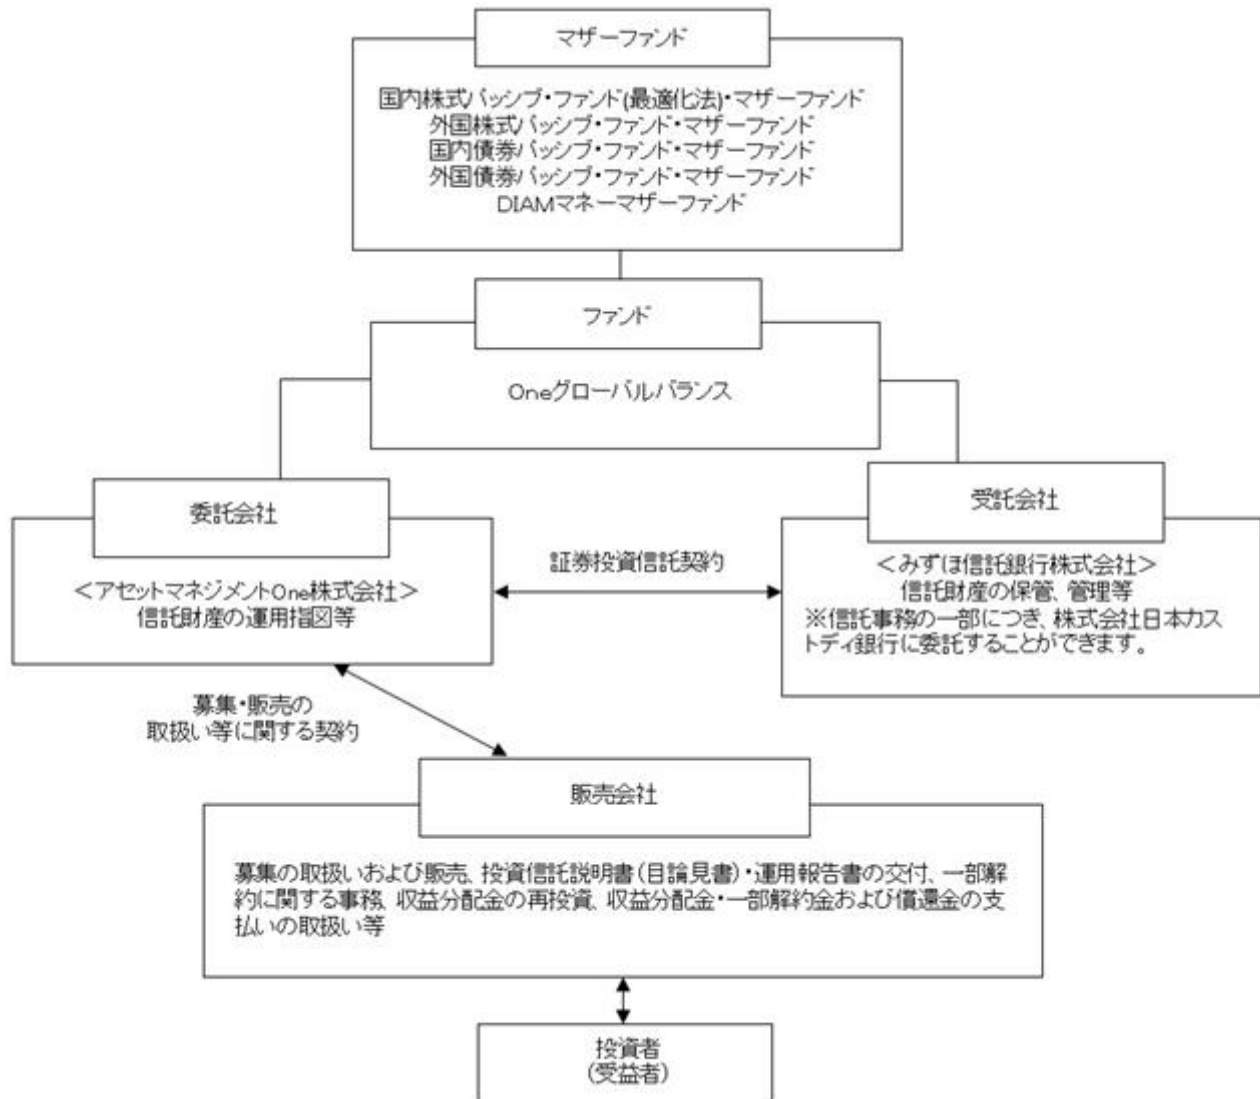 マザーファンド
国内株式パッシブ・ファンド(最適化法)・マザーファンド
外国株式パッシブ・ファンド・マザーファンド
国内債券パッシブ・ファンド・マザーファンド
外国債券パッシブ・ファンド・マザーファンド
DIAMマネーマザーファンド
ファンド
Oneグローバルバランス
委託会社
<アセットマネジメントOne株式会社>
信託財産の運用指図等
証券投資信託契約
受託会社
<みずほ信託銀行株式会社>
信託財産の保管、管理等
※信託事務の一部につき、株式会社日本カス
トディ銀行に委託することができます。
募集・販売の
取扱い等に関する契約
販売会社
募集の取扱いおよび販売、投資信託説明書(目論見書)・運用報告書の交付、一部解
約に関する事務、収益分配金の再投資、収益分配金・一部解約金および償還金の支
払いの取扱い等
投資者
(受益者)